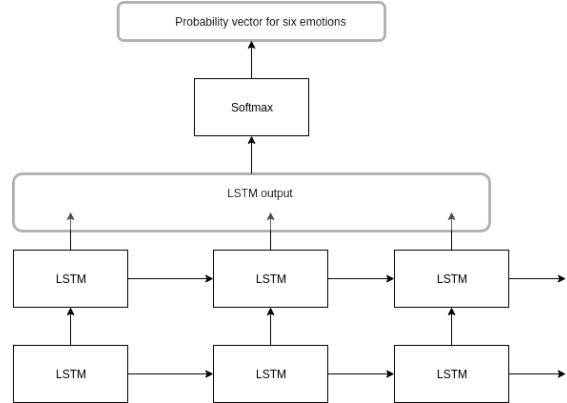 Probability vector for six emotions
Softmax
LSTM output
LSTM
LSTM
LSTM
LSTM
LSTM
LSTM